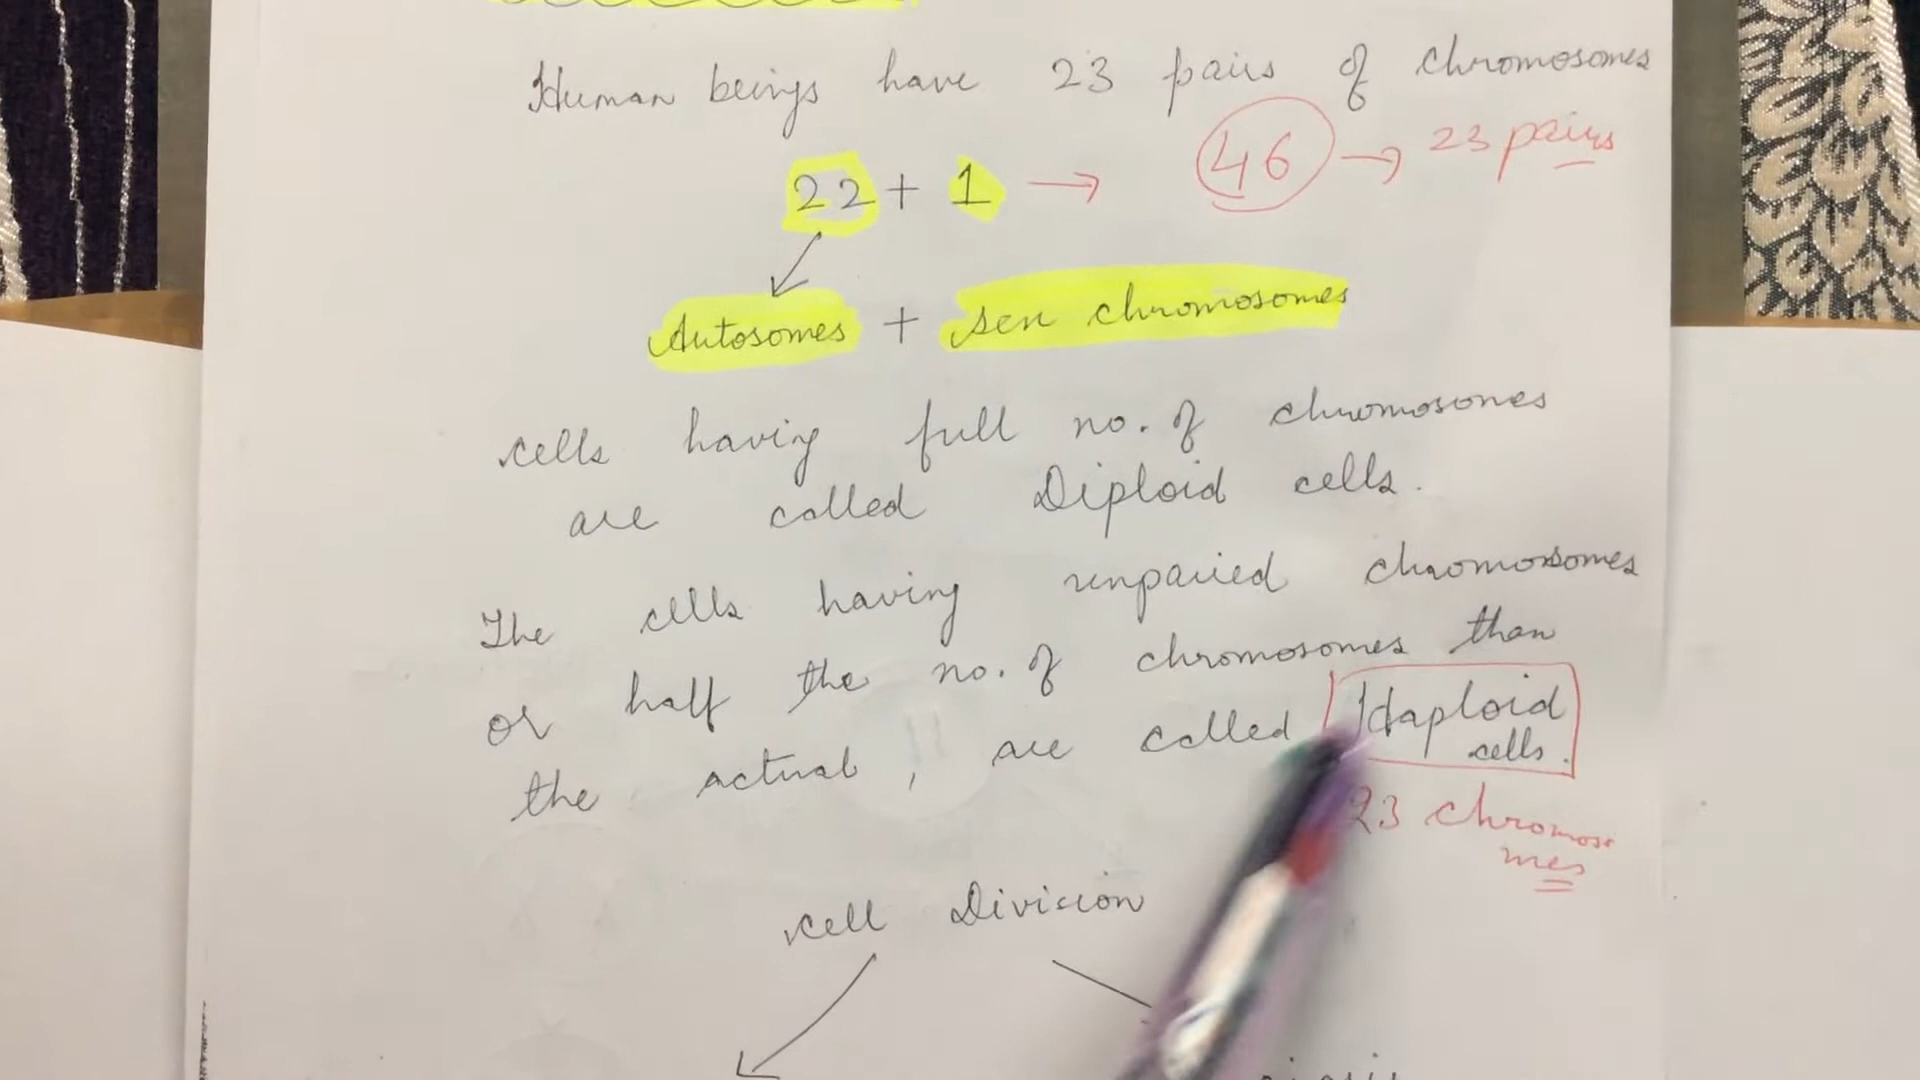 Human beings have 23 pairs of chromosomes
22 + 1 → 46 → 23 pairs
Autosomes + sex chromosomes
cells having full no. of chromosomes
are called Diploid cells.
The cells having unpaired chromosomes
or half the no. of chromosomes than
the actual, are called Haploid
cells.
23 chromoso
mes
cell Division